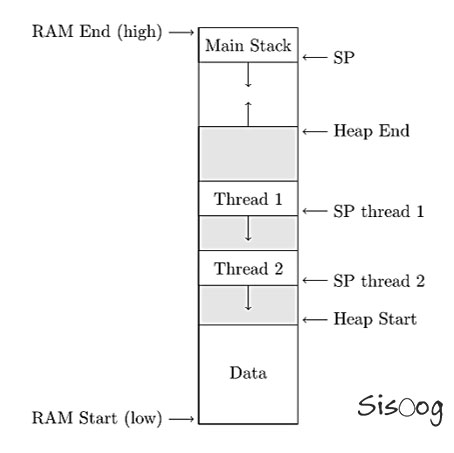 RAM End (high)
Main Stack
SP
Heap End
Thread 1
SP thread 1
Thread 2
SP thread 2
Heap Start
Data
Sisoog
RAM Start (low)